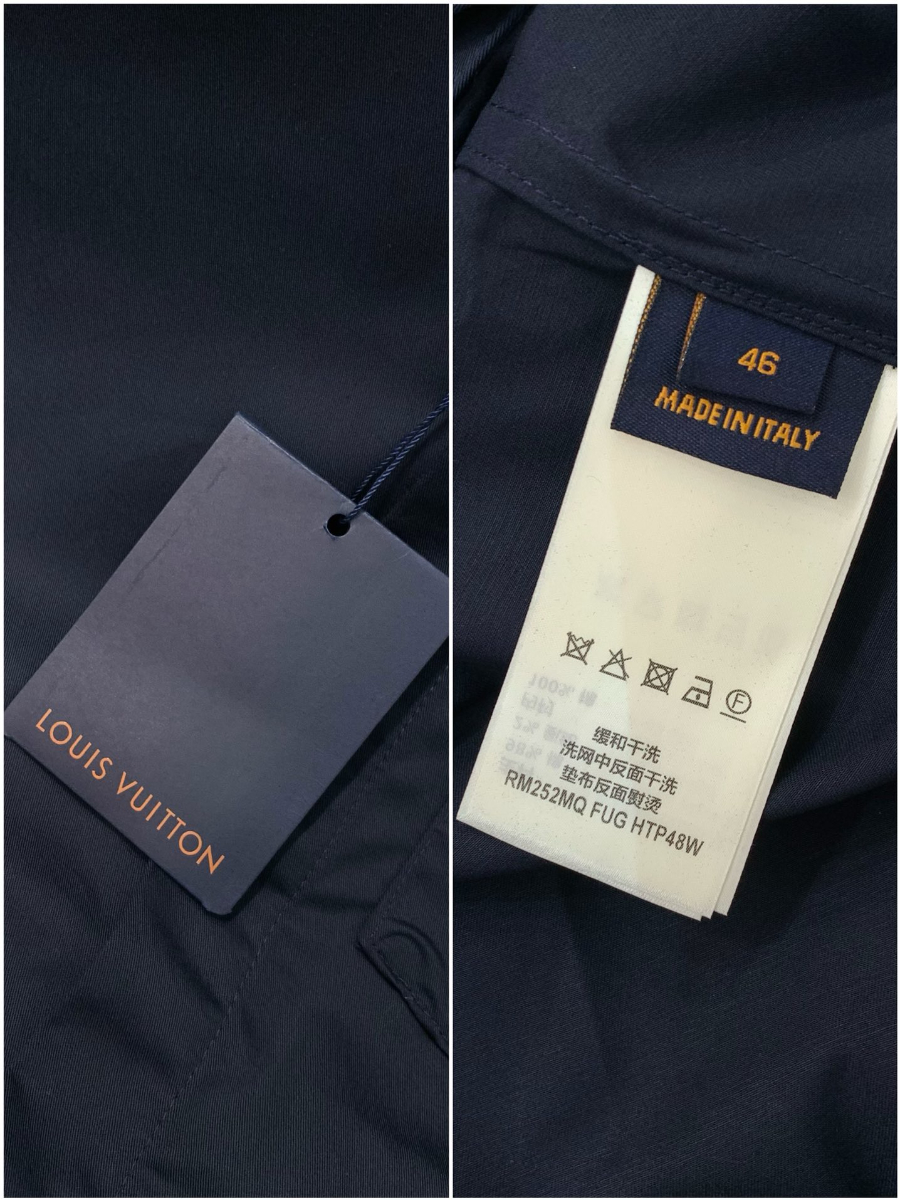 LOUIS VUITTON
46
MADE IN ITALY
缓和干洗
洗网中反面干洗
垫布反面熨烫
RM252MQ FUG HTP48W